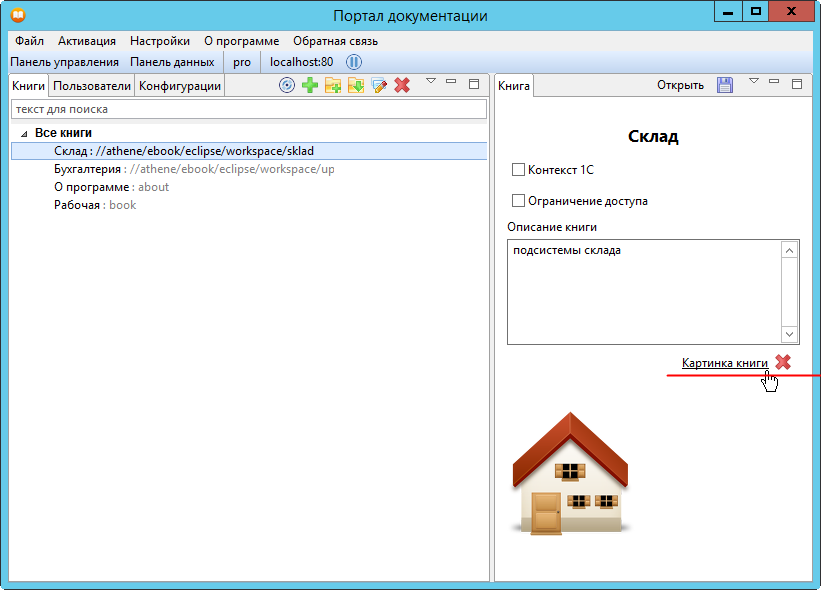 Портал документации
Файл Активация Настройки О программе Обратная связь
Панель управления Панель данных pro localhost:80
Книги Пользователи Конфигурации
текст для поиска
Все книги
Склад : //athene/ebook/eclipse/workspace/sklad
Бухгалтерия : //athene/ebook/eclipse/workspace/up
О программе : about
Рабочая : book
Книга Открыть
Склад
Контекст 1С
Ограничение доступа
Описание книги
подсистемы склада
Картинка книги